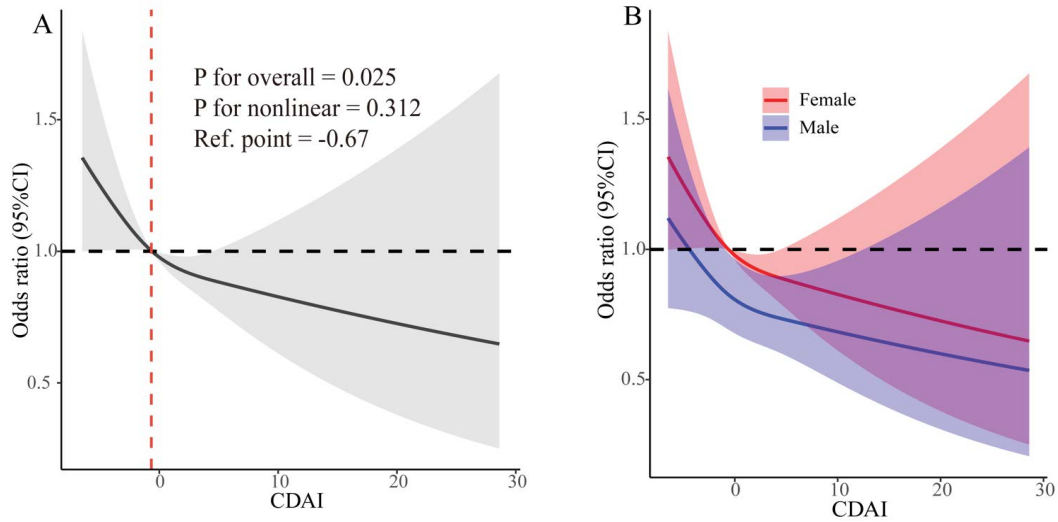 A
P for overall = 0.025
P for nonlinear = 0.312
Ref. point = -0.67
1.5
1.0
0.5
Odds ratio (95%CI)
0
10
20
30
CDAI
B
Female
Male
1.5
1.0
0.5
Odds ratio (95%CI)
0
10
20
30
CDAI